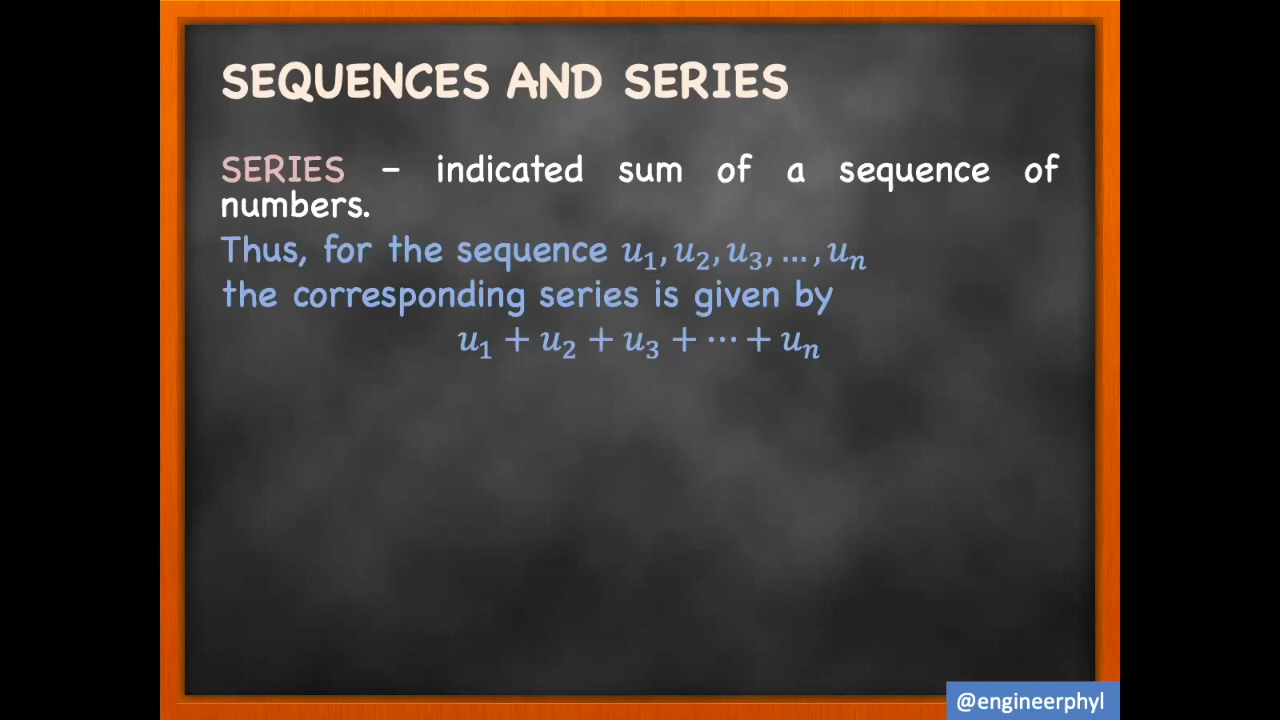 SEQUENCES AND SERIES
SERIES – indicated sum of a sequence of
numbers.
Thus, for the sequence u₁, u₂, u₃, … , uₙ
the corresponding series is given by
u₁ + u₂ + u₃ + ⋯ + uₙ
@engineerphyl